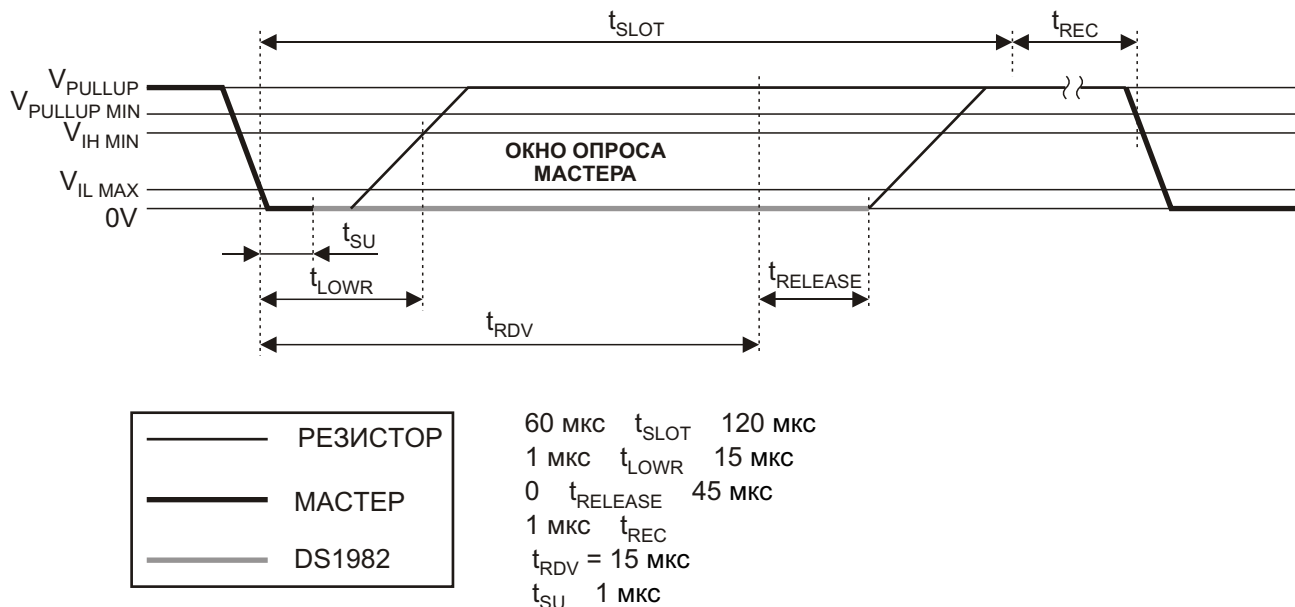 tSLOT
tREC
VPULLUP
VPULLUP MIN
VIH MIN
ОКНО ОПРОСА
МАСТЕРА
VIL MAX
0V
tSU
tLOWR
tRELEASE
tRDV
РЕЗИСТОР
МАСТЕР
DS1982
60 мкс tSLOT 120 мкс
1 мкс tLOWR 15 мкс
0 tRELEASE 45 мкс
1 мкс tREC
tRDV = 15 мкс
tSU 1 мкс